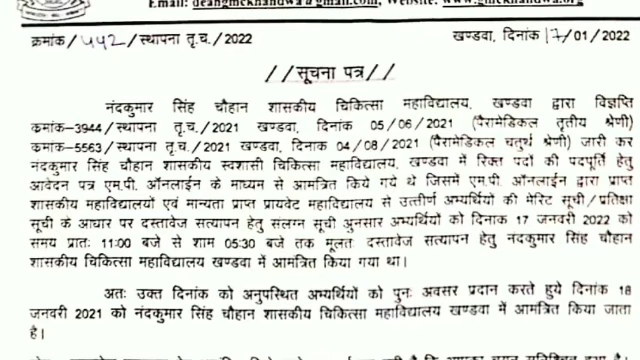 Email: deangmckhandwa@gmail.com, Website: www.gmckhandwa.org
क्रमांक/442/स्थापना तृ.च./2022 खण्डवा, दिनांक 17/01/2022
//सूचना पत्र//
नंदकुमार सिंह चौहान शासकीय चिकित्सा महाविद्यालय, खण्डवा द्वारा विज्ञप्ति
क्रमांक-3944/स्थापना तृ.च./2021 खण्डवा, दिनांक 05/06/2021 (पैरामेडिकल तृतीय श्रेणी)
क्रमांक-5563/स्थापना तृ.च./2021 खण्डवा, दिनांक 04/08/2021 (पैरामेडिकल चतुर्थ श्रेणी) जारी कर
नंदकुमार सिंह चौहान शासकीय स्वशासी चिकित्सा महाविद्यालय, खण्डवा में रिक्त पदों की पदपूर्ति हेतु
आवेदन पत्र एम.पी. ऑनलाईन के माध्यम से आमत्रित किये गये थे जिसमें एम.पी. ऑनलाईन द्वारा प्राप्त
शासकीय महाविद्यालयों एवं मान्यता प्राप्त प्रायवेट महाविद्यालय से उत्तीर्ण अभ्यर्थियों की मेरिट सूची/प्रतिक्षा
सूची के आधार पर दस्तावेज सत्यापन हेतु संलग्न सूची अनुसार अभ्यर्थियों को दिनांक 17 जनवरी 2022 को
समय प्रातः 11:00 बजे से शाम 05:30 बजे तक मूलतः दस्तावेज सत्यापन हेतु नंदकुमार सिंह चौहान
शासकीय चिकित्सा महाविद्यालय खण्डवा में आमंत्रित किया गया था।
अतः उक्त दिनांक को अनुपस्थित अभ्यर्थियों को पुनः अवसर प्रदान करते हुये दिनांक 18
जनवरी 2021 को नंदकुमार सिंह चौहान शासकीय चिकित्सा महाविद्यालय खण्डवा में आमंत्रित किया जाता
है।